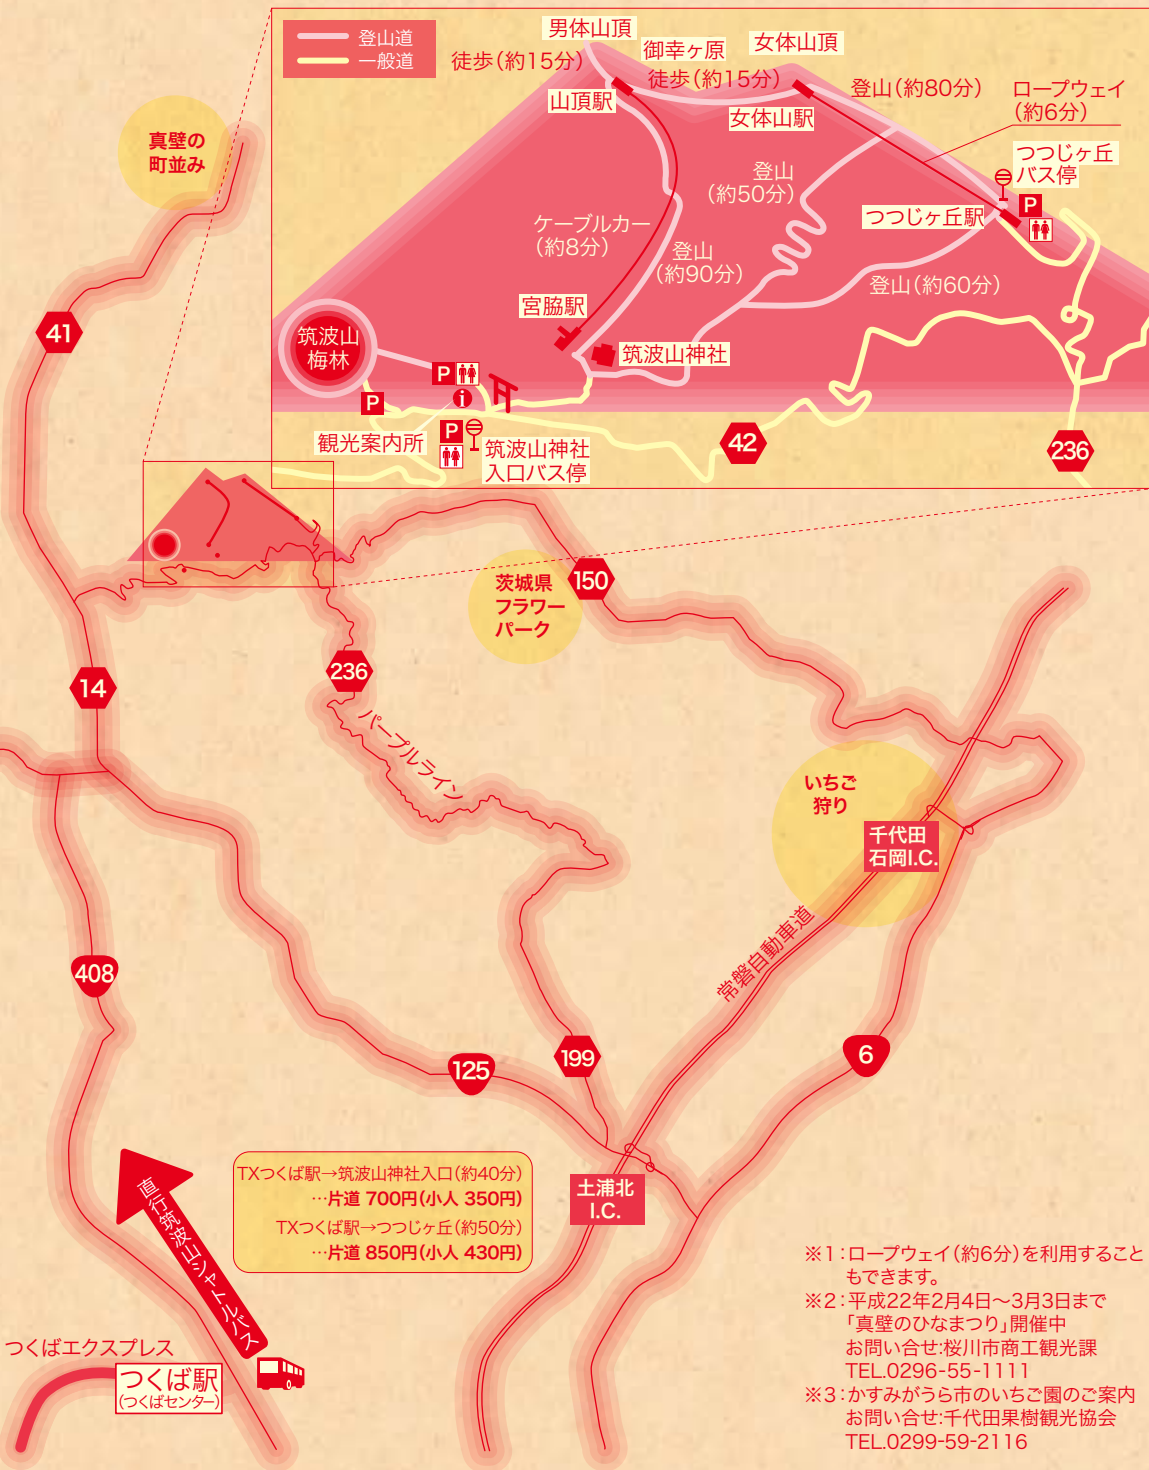 登山道
一般道
男体山頂
御幸ヶ原
女体山頂
徒歩（約15分）
徒歩（約15分）
登山（約80分）
ロープウェイ
（約6分）
山頂駅
女体山駅
つつじヶ丘
バス停
P
登山
（約50分）
つつじヶ丘駅
ケーブルカー
（約8分）
登山
（約90分）
登山（約60分）
宮脇駅
筑波山神社
筑波山
梅林
P
P
i
P
観光案内所
筑波山神社
入口バス停
42
236
真壁の
町並み
41
茨城県
フラワー
パーク
150
14
236
パープルライン
いちご
狩り
千代田
石岡I.C.
常磐自動車道
408
125
199
6
土浦北
I.C.
直行筑波山シャトルバス
TXつくば駅→筑波山神社入口（約40分）
…片道 700円（小人 350円）
TXつくば駅→つつじヶ丘（約50分）
…片道 850円（小人 430円）
つくばエクスプレス
つくば駅
（つくばセンター）
※1：ロープウェイ（約6分）を利用すること
もできます。
※2：平成22年2月4日〜3月3日まで
「真壁のひなまつり」開催中
お問い合せ:桜川市商工観光課
TEL.0296-55-1111
※3：かすみがうら市のいちご園のご案内
お問い合せ:千代田果樹観光協会
TEL.0299-59-2116